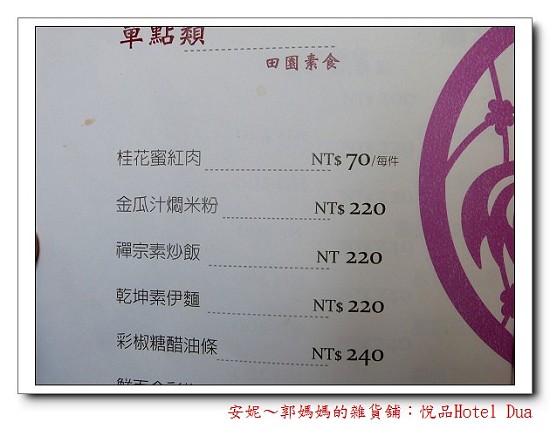 單點類
田園素食
桂花蜜紅肉 NT$ 70/每件
金瓜汁燜米粉 NT$ 220
禪宗素炒飯 NT 220
乾坤素伊麵 NT$ 220
彩椒糖醋油條 NT$ 240
安妮～郭媽媽的雜貨鋪：悅品Hotel Dua